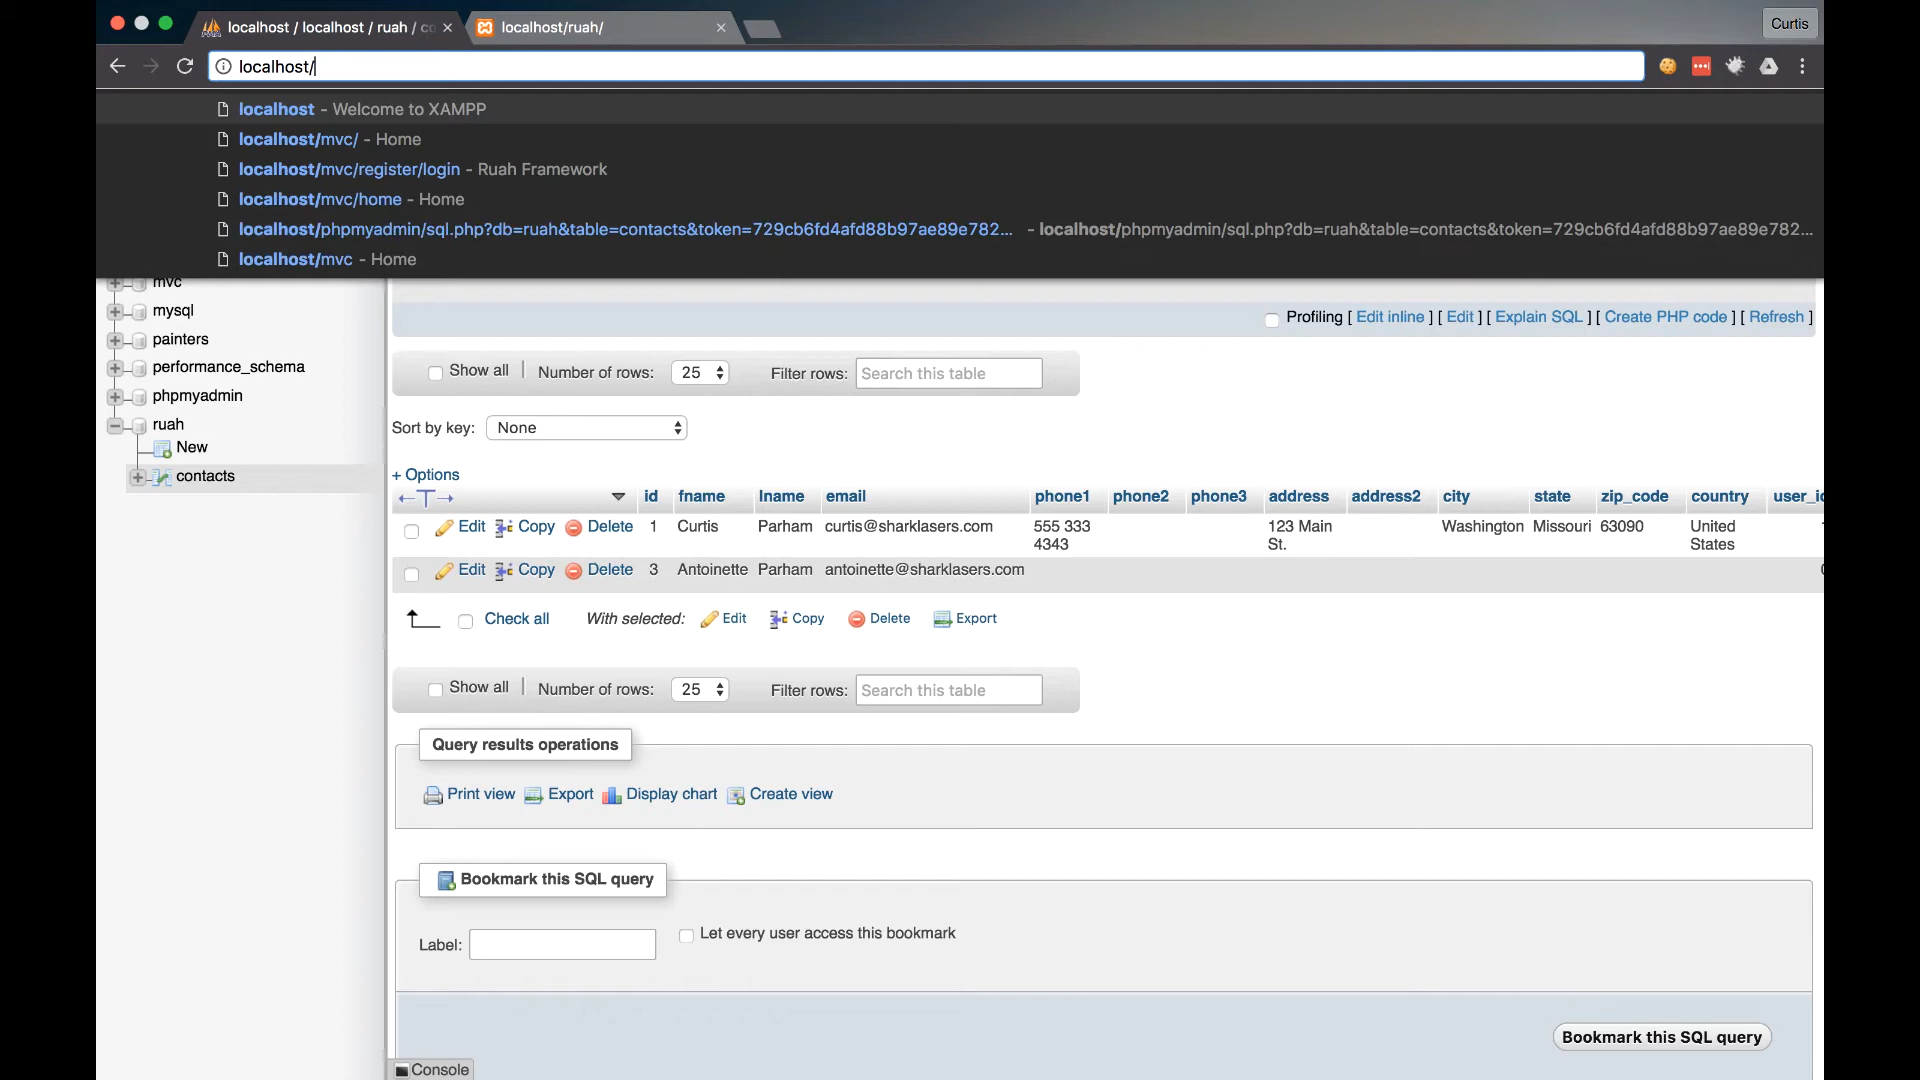 localhost / localhost / ruah / co
localhost/ruah/
Curtis
localhost/
localhost - Welcome to XAMPP
localhost/mvc/ - Home
localhost/mvc/register/login - Ruah Framework
localhost/mvc/home - Home
localhost/phpmyadmin/sql.php?db=ruah&table=contacts&token=729cb6fd4afd88b97ae89e782... - localhost/phpmyadmin/sql.php?db=ruah&table=contacts&token=729cb6fd4afd88b97ae89e782...
localhost/mvc - Home
mvc
mysql
painters
performance_schema
phpmyadmin
ruah
New
contacts
Profiling [ Edit inline ] [ Edit ] [ Explain SQL ] [ Create PHP code ] [ Refresh ]
Show all | Number of rows: 25 Filter rows: Search this table
Sort by key: None
+ Options
id fname lname email phone1 phone2 phone3 address address2 city state zip_code country user_i
Edit Copy Delete 1 Curtis Parham curtis@sharklasers.com 555 333 123 Main Washington Missouri 63090 United
4343 St. States
Edit Copy Delete 3 Antoinette Parham antoinette@sharklasers.com
Check all With selected: Edit Copy Delete Export
Show all | Number of rows: 25 Filter rows: Search this table
Query results operations
Print view Export Display chart Create view
Bookmark this SQL query
Label: Let every user access this bookmark
Bookmark this SQL query
Console